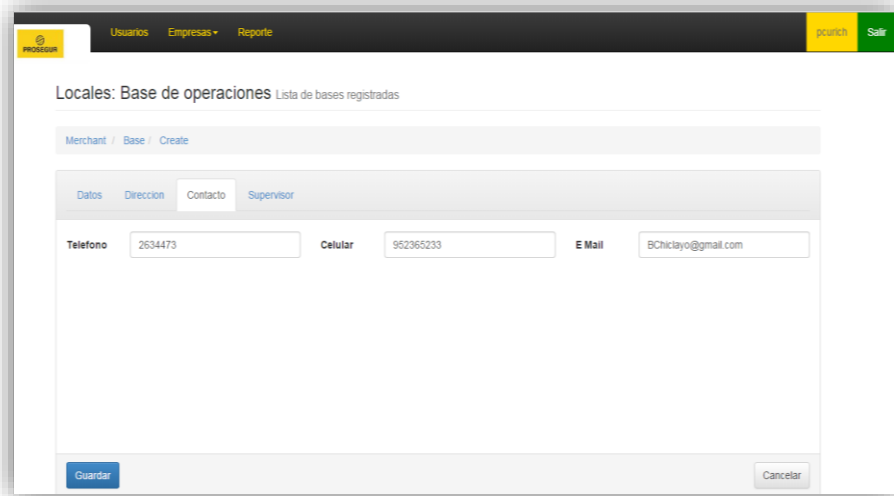 PROSEGUR
Usuarios Empresas Reporte pcurich Salir
Locales: Base de operaciones Lista de bases registradas
Merchant / Base / Create
Datos Direccion Contacto Supervisor
Telefono 2634473 Celular 952365233 E Mail BChiclayo@gmail.com
Guardar Cancelar